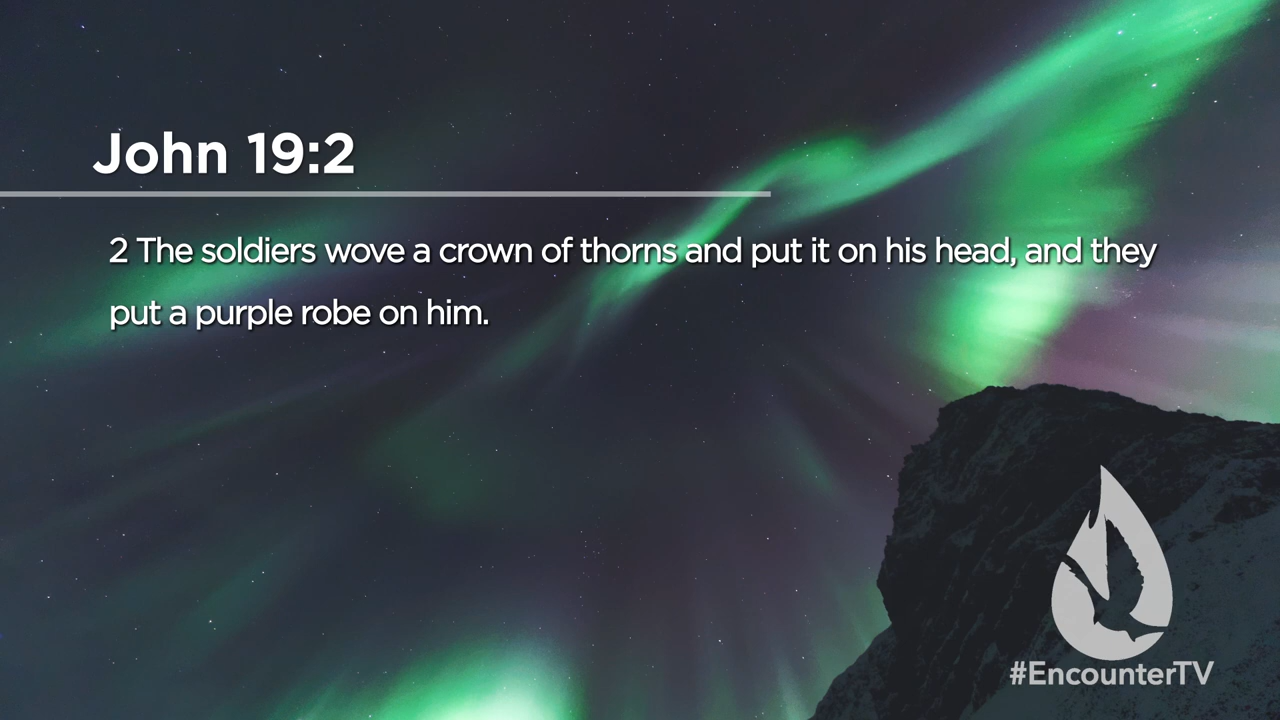 John 19:2
2 The soldiers wove a crown of thorns and put it on his head, and they
put a purple robe on him.
#EncounterTV